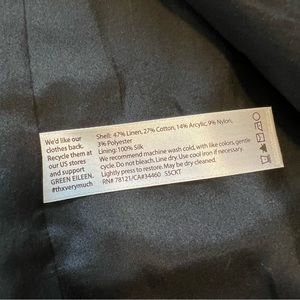 We'd like our
clothes back.
Recycle them at
our US stores
and support
GREEN EILEEN.
#thxverymuch
Shell: 47% Linen, 27% Cotton, 14% Arcylic, 9% Nylon,
3% Polyester
Lining: 100% Silk
We recommend machine wash cold, with like colors, gentle
cycle. Do not bleach. Line dry. Use cool iron if necessary.
Lightly press to restore. May be dry cleaned.
RN# 78121/CA#34460 S5CKT